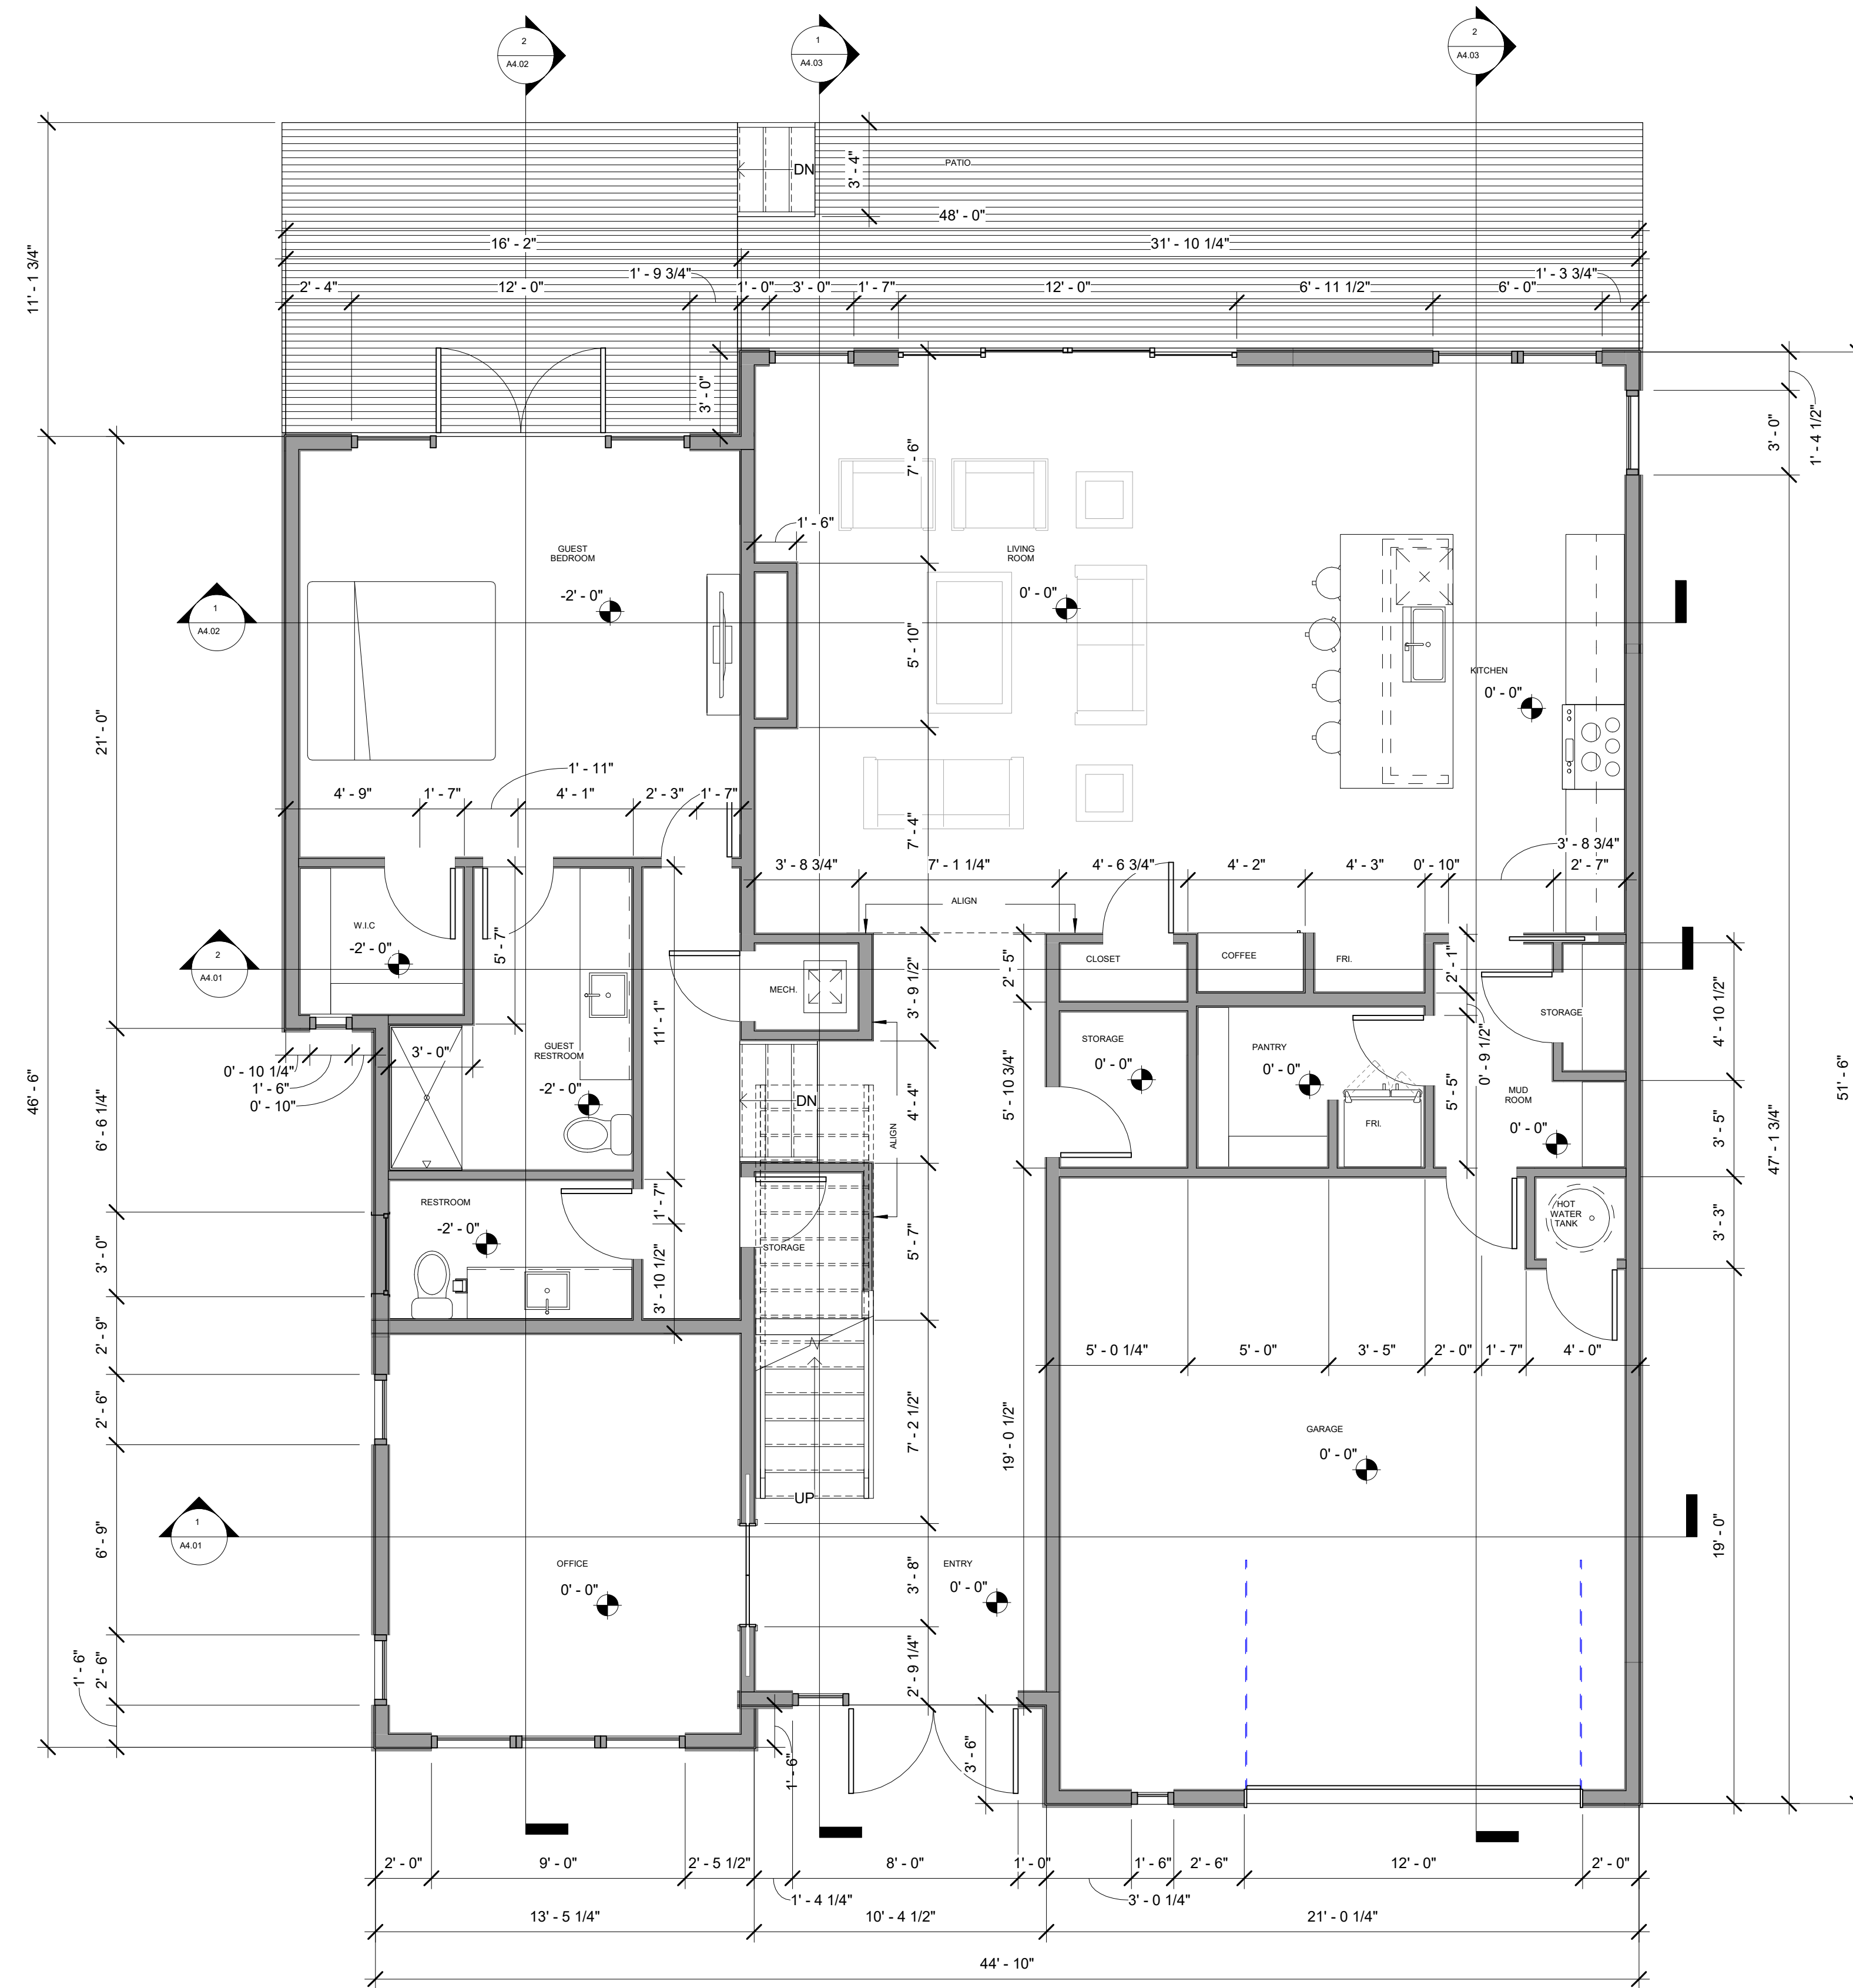 2
A4.02
1
A4.03
2
A4.03
PATIO
DN
3' - 4"
48' - 0"
16' - 2"
31' - 10 1/4"
1' - 9 3/4"
1' - 3 3/4"
2' - 4"
12' - 0"
1' - 0"
3' - 0"
1' - 7"
12' - 0"
6' - 11 1/2"
6' - 0"
11' - 1 3/4"
3' - 0"
3' - 0"
1' - 4 1/2"
7' - 6"
1' - 6"
GUEST
BEDROOM
-2' - 0"
LIVING
ROOM
0' - 0"
1
A4.02
5' - 10"
KITCHEN
0' - 0"
21' - 0"
1' - 11"
4' - 9"
1' - 7"
4' - 1"
2' - 3"
1' - 7"
7' - 4"
3' - 8 3/4"
3' - 8 3/4"
7' - 1 1/4"
4' - 6 3/4"
4' - 2"
4' - 3"
0' - 10"
2' - 7"
ALIGN
W.I.C
-2' - 0"
5' - 7"
2
A4.01
MECH.
3' - 9 1/2"
2' - 5"
CLOSET
COFFEE
FRI.
2' - 1"
STORAGE
4' - 10 1/2"
11' - 1"
GUEST
RESTROOM
-2' - 0"
3' - 0"
0' - 10 1/4"
1' - 6"
0' - 10"
STORAGE
0' - 0"
5' - 10 3/4"
PANTRY
0' - 0"
0' - 9 1/2"
5' - 5"
MUD
ROOM
0' - 0"
FRI.
DN
4' - 4"
ALIGN
46' - 6"
6' - 6 1/4"
3' - 5"
47' - 1 3/4"
51' - 6"
RESTROOM
-2' - 0"
1' - 7"
STORAGE
5' - 7"
HOT
WATER
TANK
3' - 3"
3' - 0"
3' - 10 1/2"
2' - 9"
5' - 0 1/4"
5' - 0"
3' - 5"
2' - 0"
1' - 7"
4' - 0"
2' - 6"
7' - 2 1/2"
19' - 0 1/2"
GARAGE
0' - 0"
UP
1
A4.01
6' - 9"
OFFICE
0' - 0"
3' - 8"
ENTRY
0' - 0"
19' - 0"
1' - 6"
2' - 6"
2' - 9 1/4"
1' - 6"
3' - 6"
2' - 0"
9' - 0"
2' - 5 1/2"
8' - 0"
1' - 0"
1' - 6"
2' - 6"
12' - 0"
2' - 0"
1' - 4 1/4"
3' - 0 1/4"
13' - 5 1/4"
10' - 4 1/2"
21' - 0 1/4"
44' - 10"